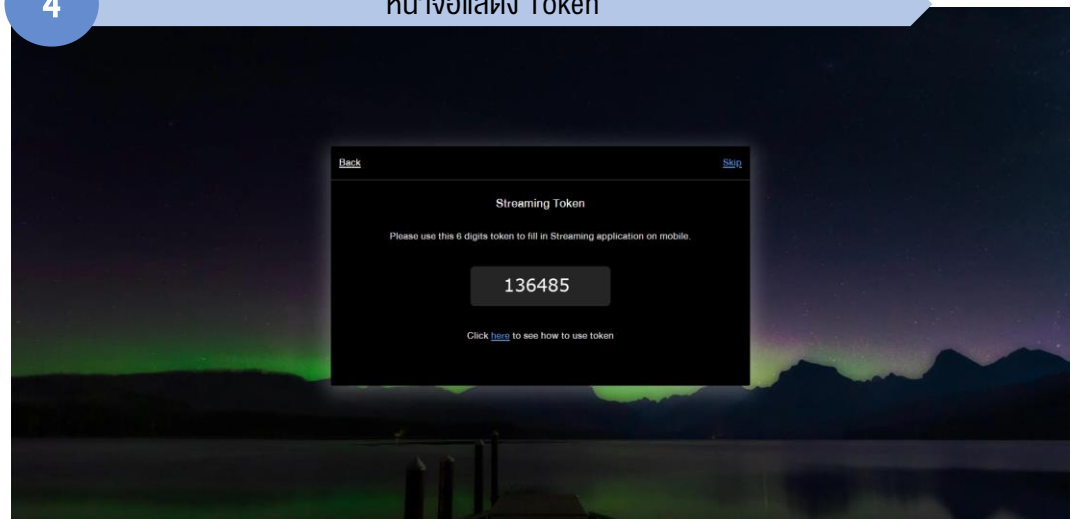 4
หน้าจอแสดง Token
Back
Skip
Streaming Token
Please use this 6 digits token to fill in Streaming application on mobile.
136485
Click here to see how to use token